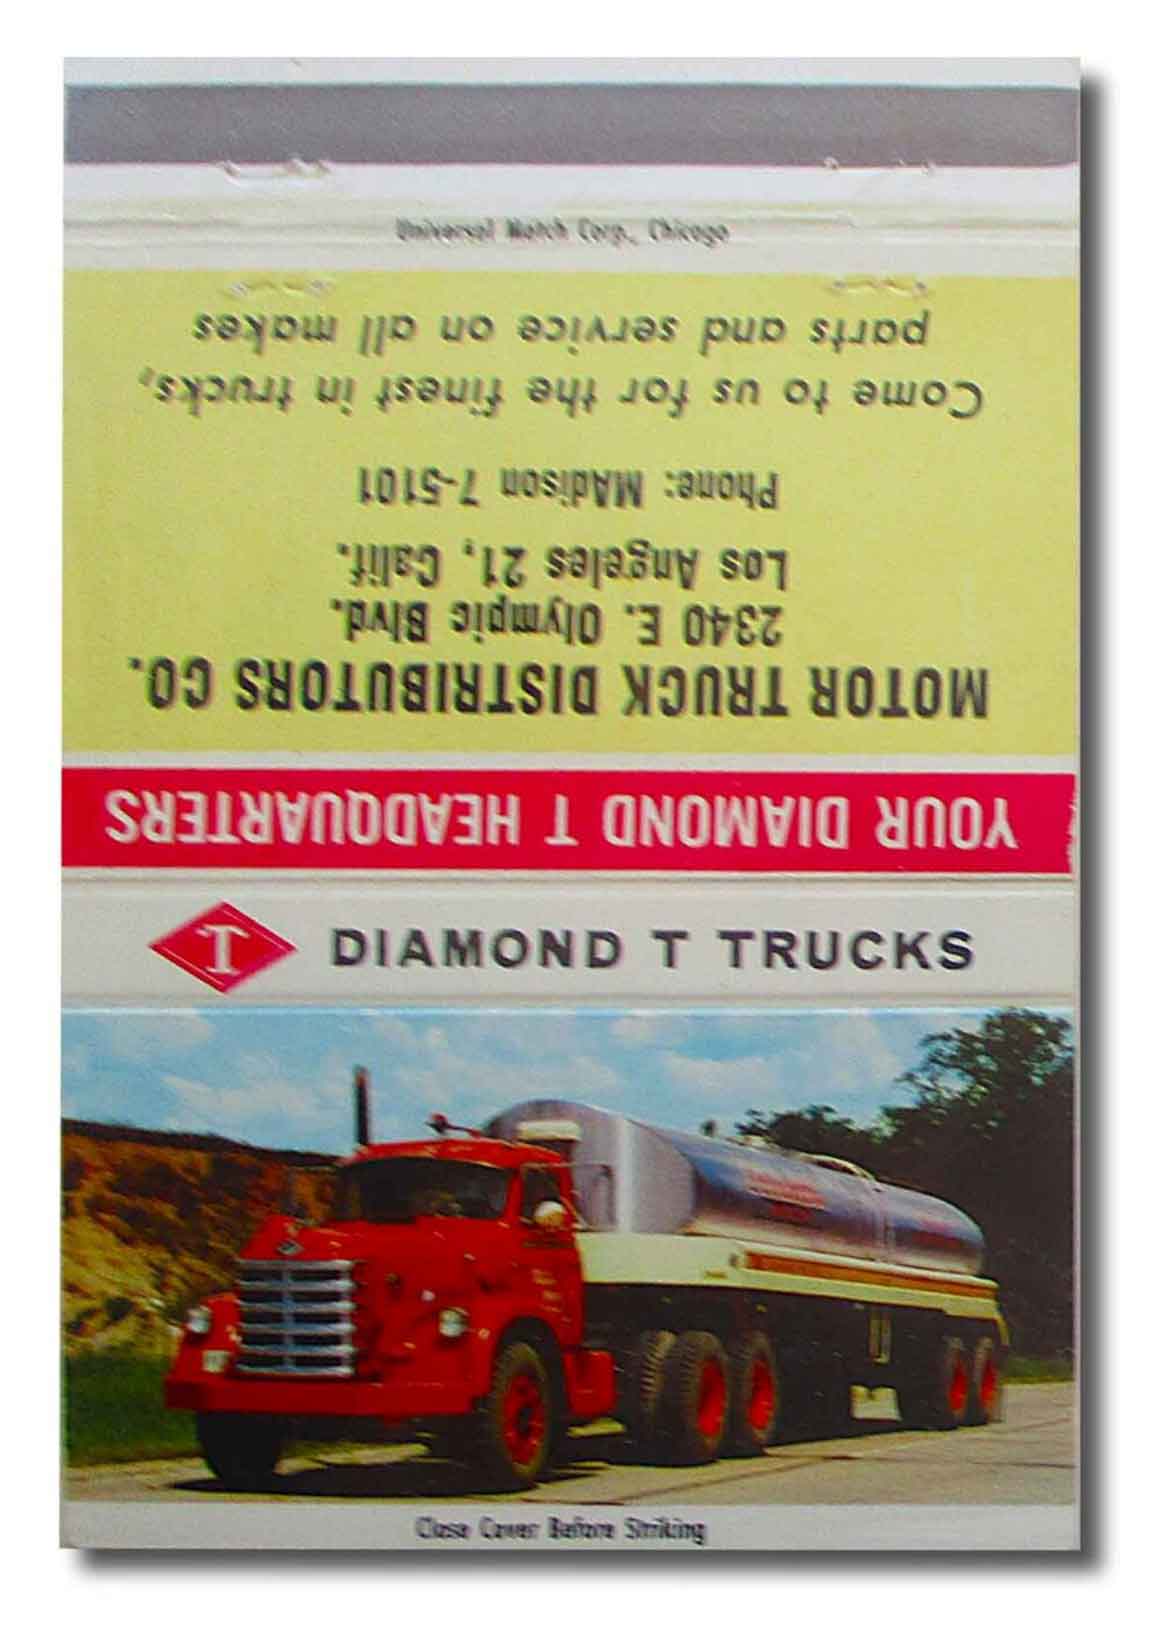 Universal Match Corp., Chicago
YOUR DIAMOND T HEADQUARTERS
MOTOR TRUCK DISTRIBUTORS CO.
2340 E. Olympic Blvd.
Los Angeles 21, Calif.
Phone: MAdison 7-5101
Come to us for the finest in trucks,
parts and service on all makes
T DIAMOND T TRUCKS
Close Cover Before Striking